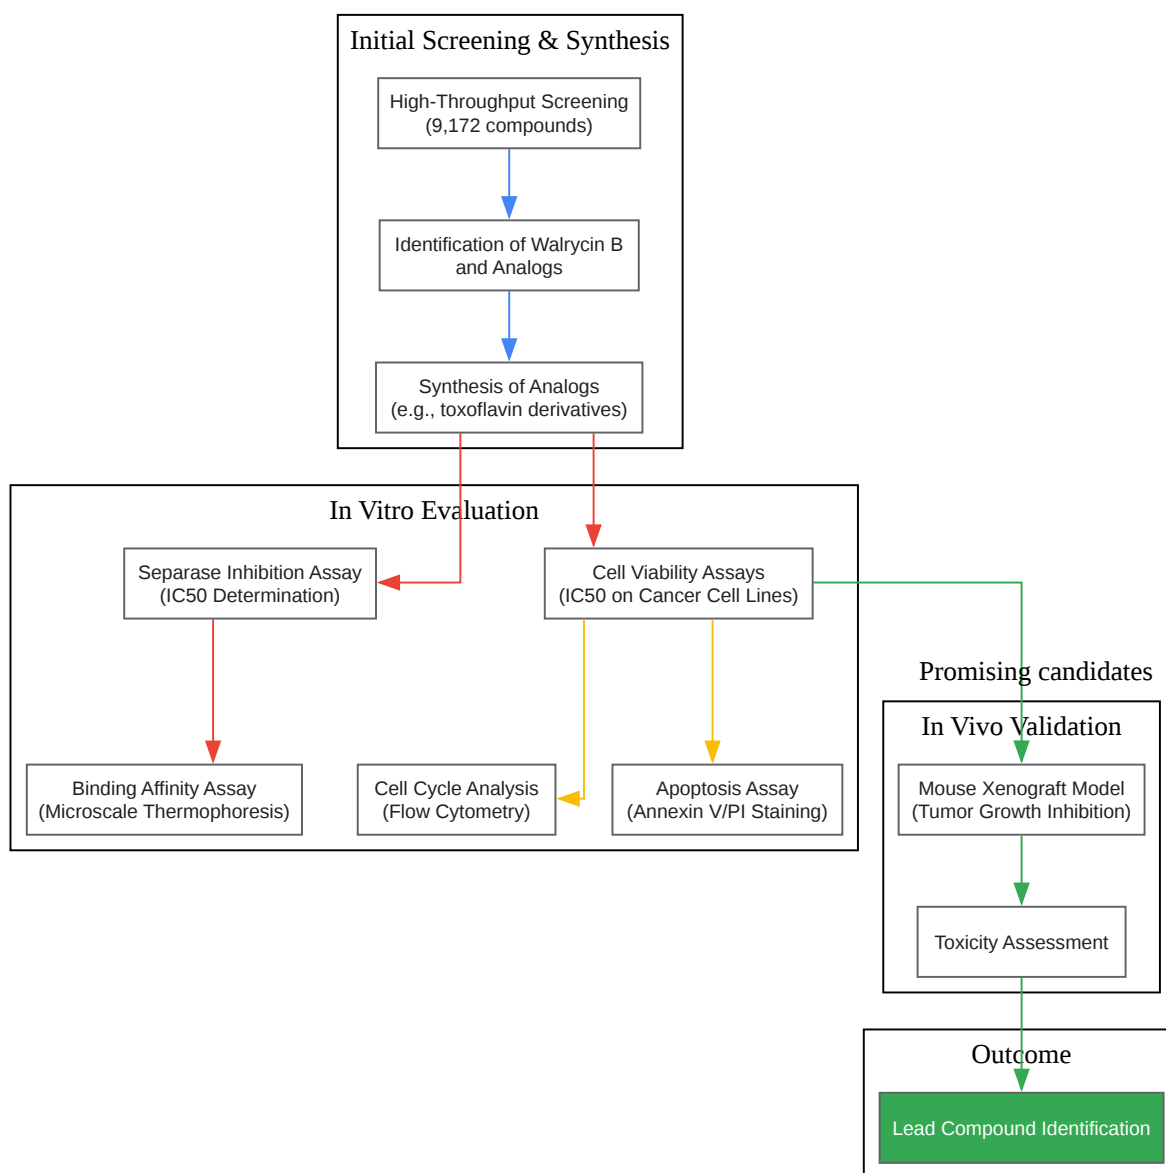 Initial Screening & Synthesis
High-Throughput Screening
(9,172 compounds)
Identification of Walrycin B
and Analogs
Synthesis of Analogs
(e.g., toxoflavin derivatives)
In Vitro Evaluation
Separase Inhibition Assay
(IC50 Determination)
Cell Viability Assays
(IC50 on Cancer Cell Lines)
Binding Affinity Assay
(Microscale Thermophoresis)
Cell Cycle Analysis
(Flow Cytometry)
Apoptosis Assay
(Annexin V/PI Staining)
Promising candidates
In Vivo Validation
Mouse Xenograft Model
(Tumor Growth Inhibition)
Toxicity Assessment
Outcome
Lead Compound Identification